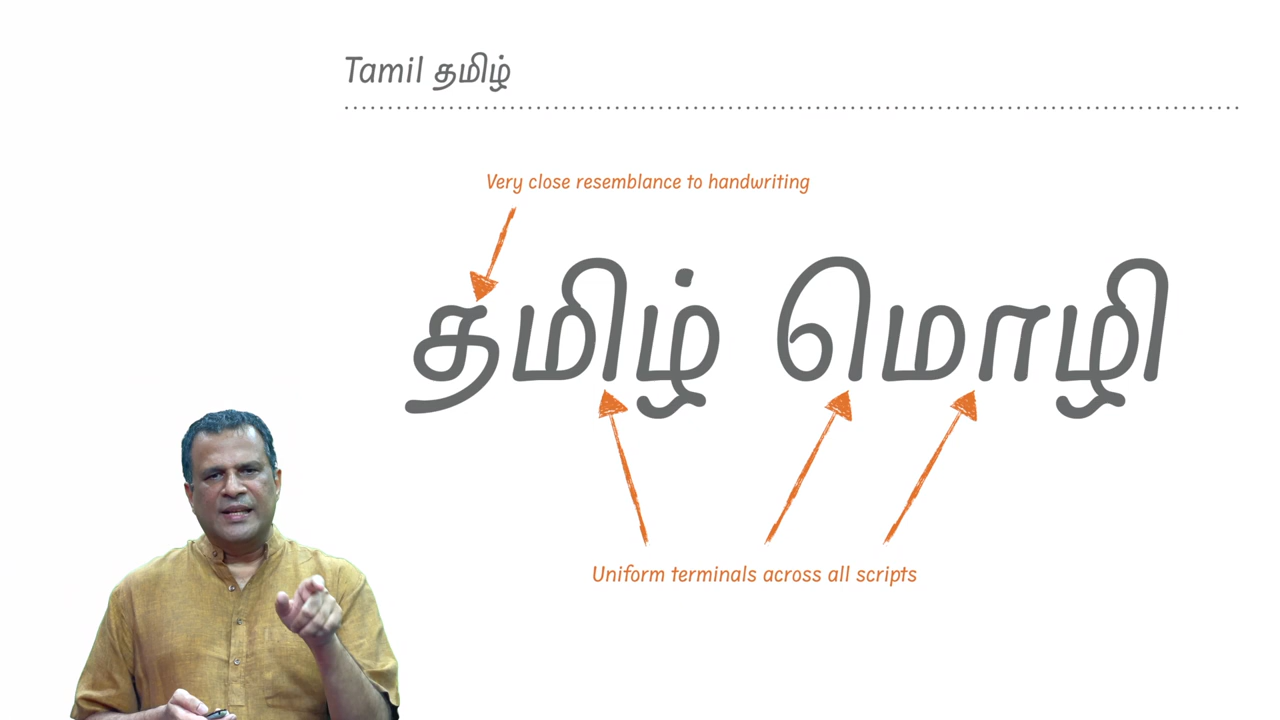 Tamil தமிழ்
Very close resemblance to handwriting
தமிழ் மொழி
Uniform terminals across all scripts